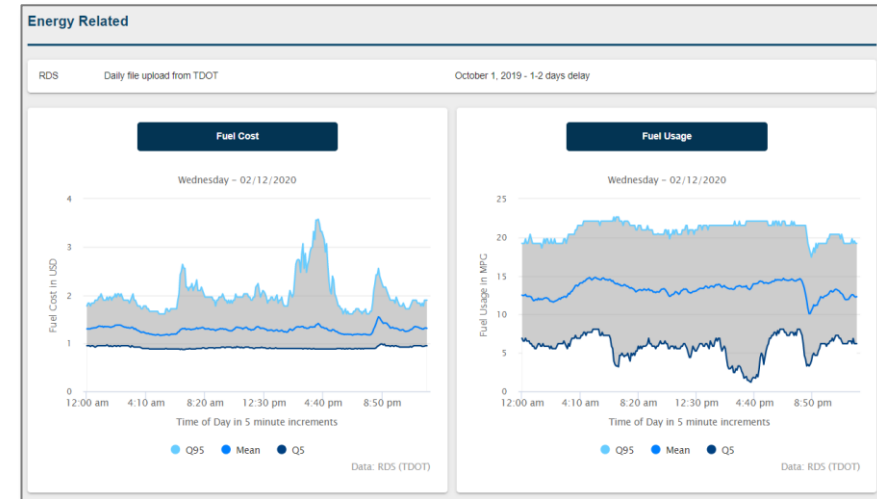 Energy Related
RDS Daily file upload from TDOT October 1, 2019 - 1-2 days delay
Fuel Cost
Wednesday – 02/12/2020
Fuel Cost in USD
4
3
2
1
0
12:00 am 4:10 am 8:20 am 12:30 pm 4:40 pm 8:50 pm
Time of Day in 5 minute increments
Q95 Mean Q5
Data: RDS (TDOT)
Fuel Usage
Wednesday – 02/12/2020
Fuel Usage in MPG
25
20
15
10
5
0
12:00 am 4:10 am 8:20 am 12:30 pm 4:40 pm 8:50 pm
Time of Day in 5 minute increments
Q95 Mean Q5
Data: RDS (TDOT)